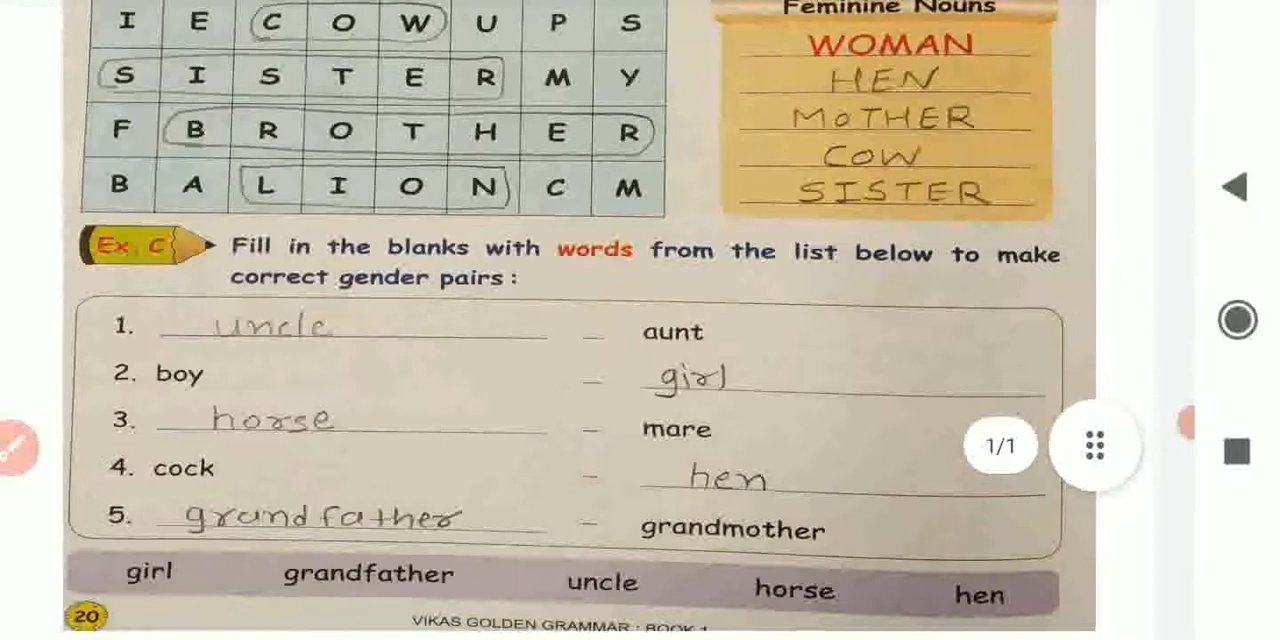 Feminine Nouns
I E C O W U P S
WOMAN
S I S T E R M Y
HEN
F B R O T H E R
MOTHER
COW
B A L I O N C M
SISTER
Ex. C Fill in the blanks with words from the list below to make
correct gender pairs :
1. uncle – aunt
2. boy – girl
3. horse – mare
4. cock – hen
5. grandfather – grandmother
girl grandfather uncle horse hen
20
VIKAS GOLDEN GRAMMAR : BOOK 1
1/1